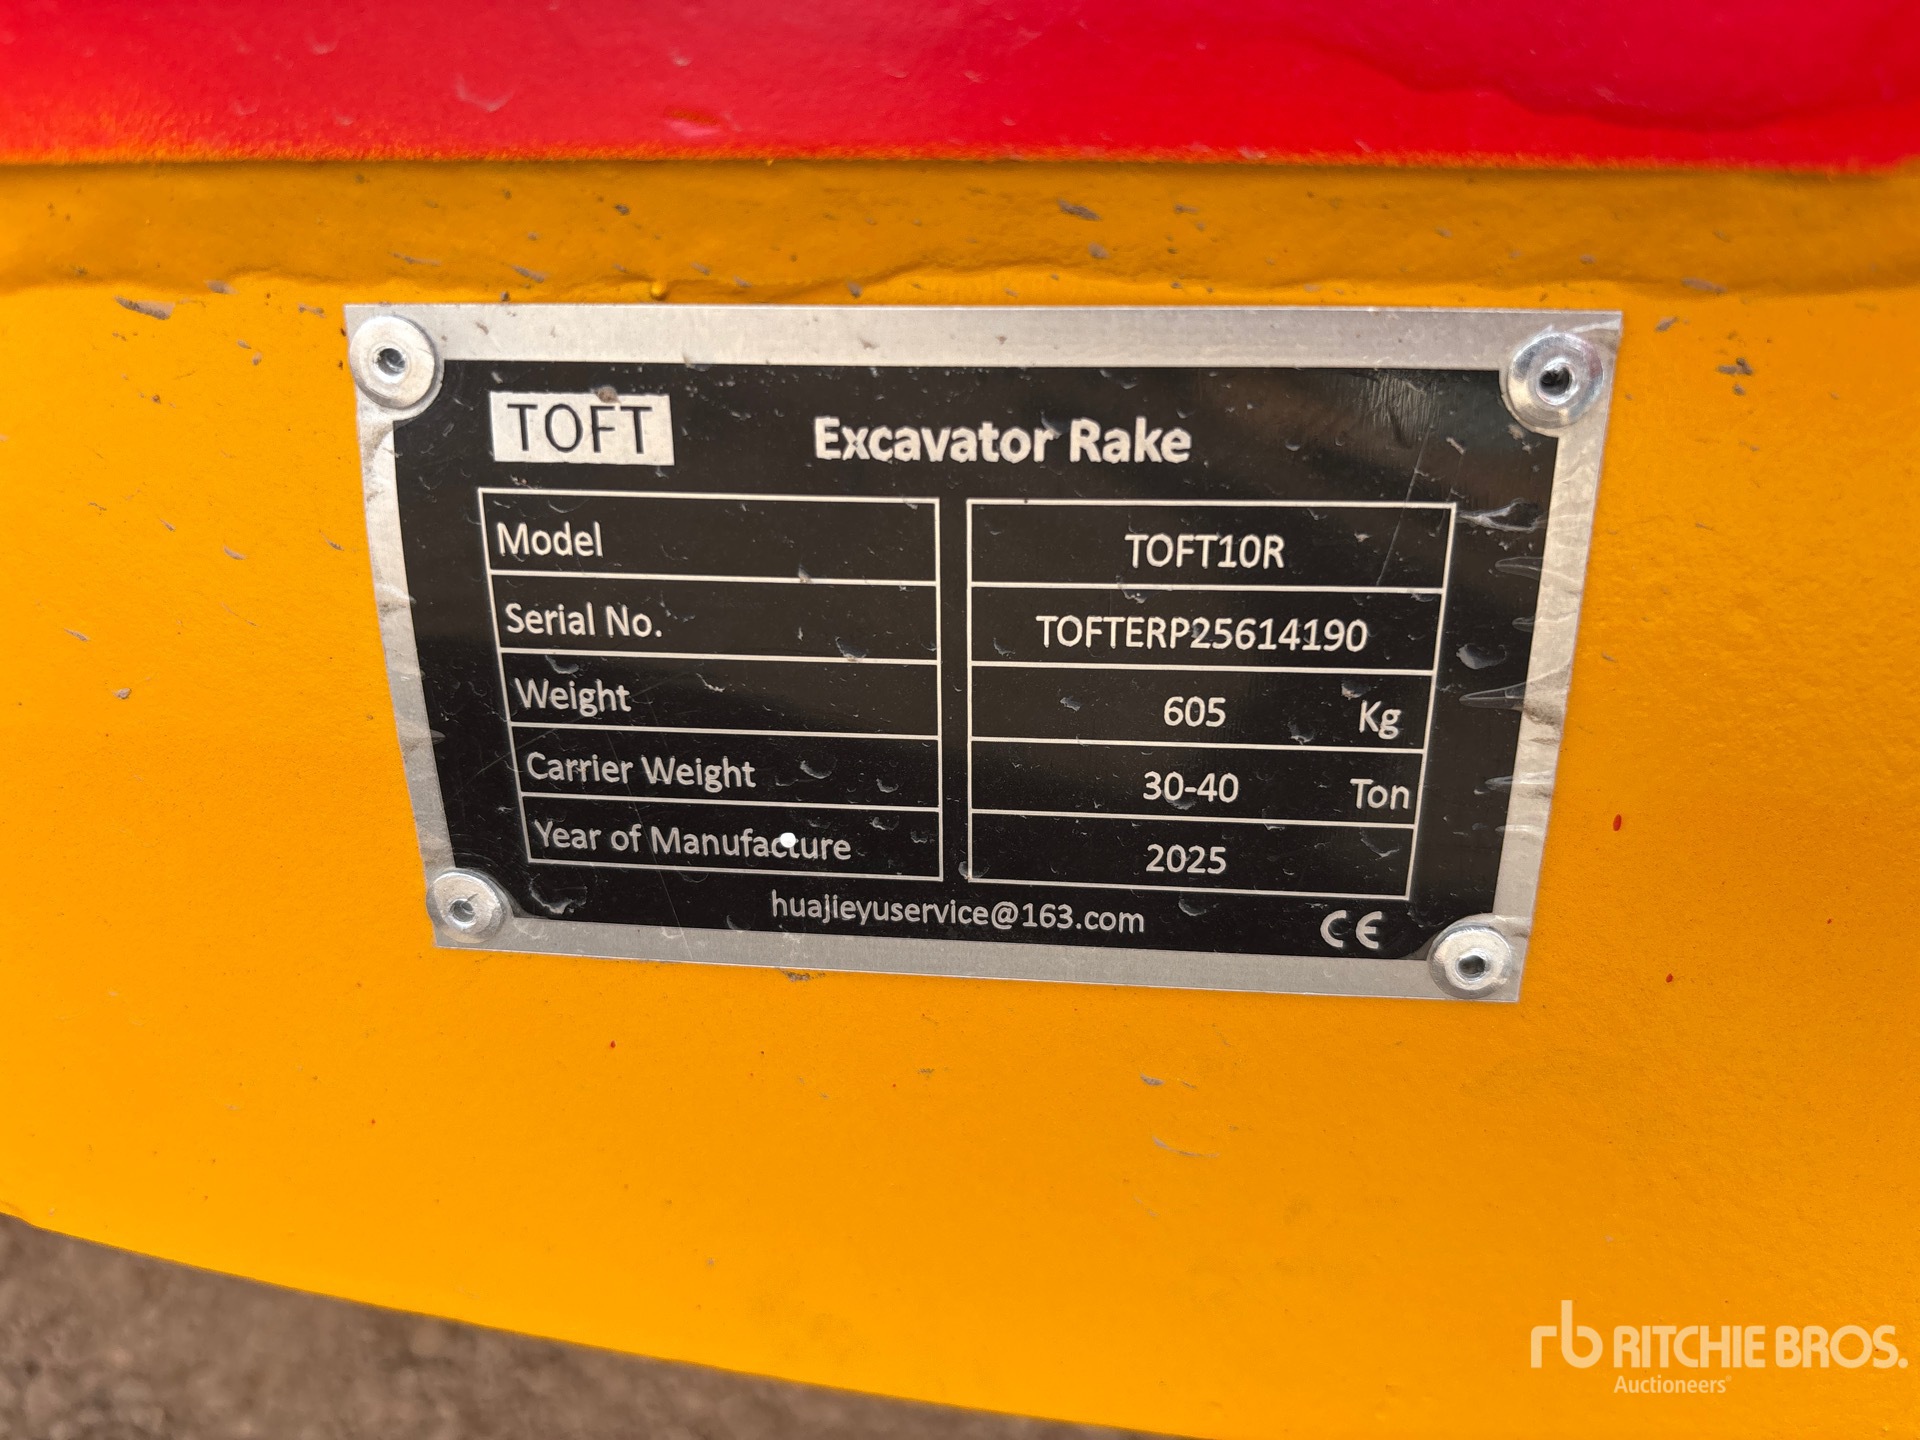 TOFT Excavator Rake
Model TOFT10R
Serial No. TOFTERP25614190
Weight 605 Kg
Carrier Weight 30-40 Ton
Year of Manufacture 2025
huajieyuservice@163.com CE
rb RITCHIE BROS.
Auctioneers